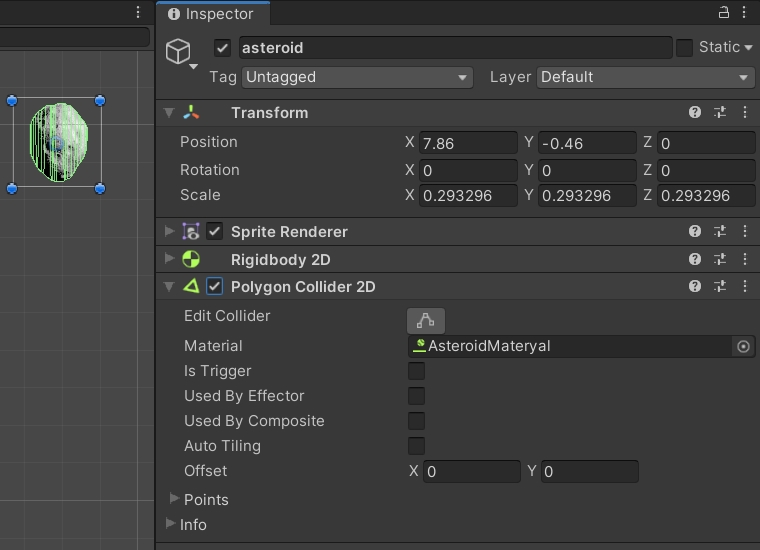 Inspector
asteroid Static
Tag Untagged Layer Default
Transform
Position X 7.86 Y -0.46 Z 0
Rotation X 0 Y 0 Z 0
Scale X 0.293296 Y 0.293296 Z 0.293296
Sprite Renderer
Rigidbody 2D
Polygon Collider 2D
Edit Collider
Material AsteroidMateryal
Is Trigger
Used By Effector
Used By Composite
Auto Tiling
Offset X 0 Y 0
Points
Info